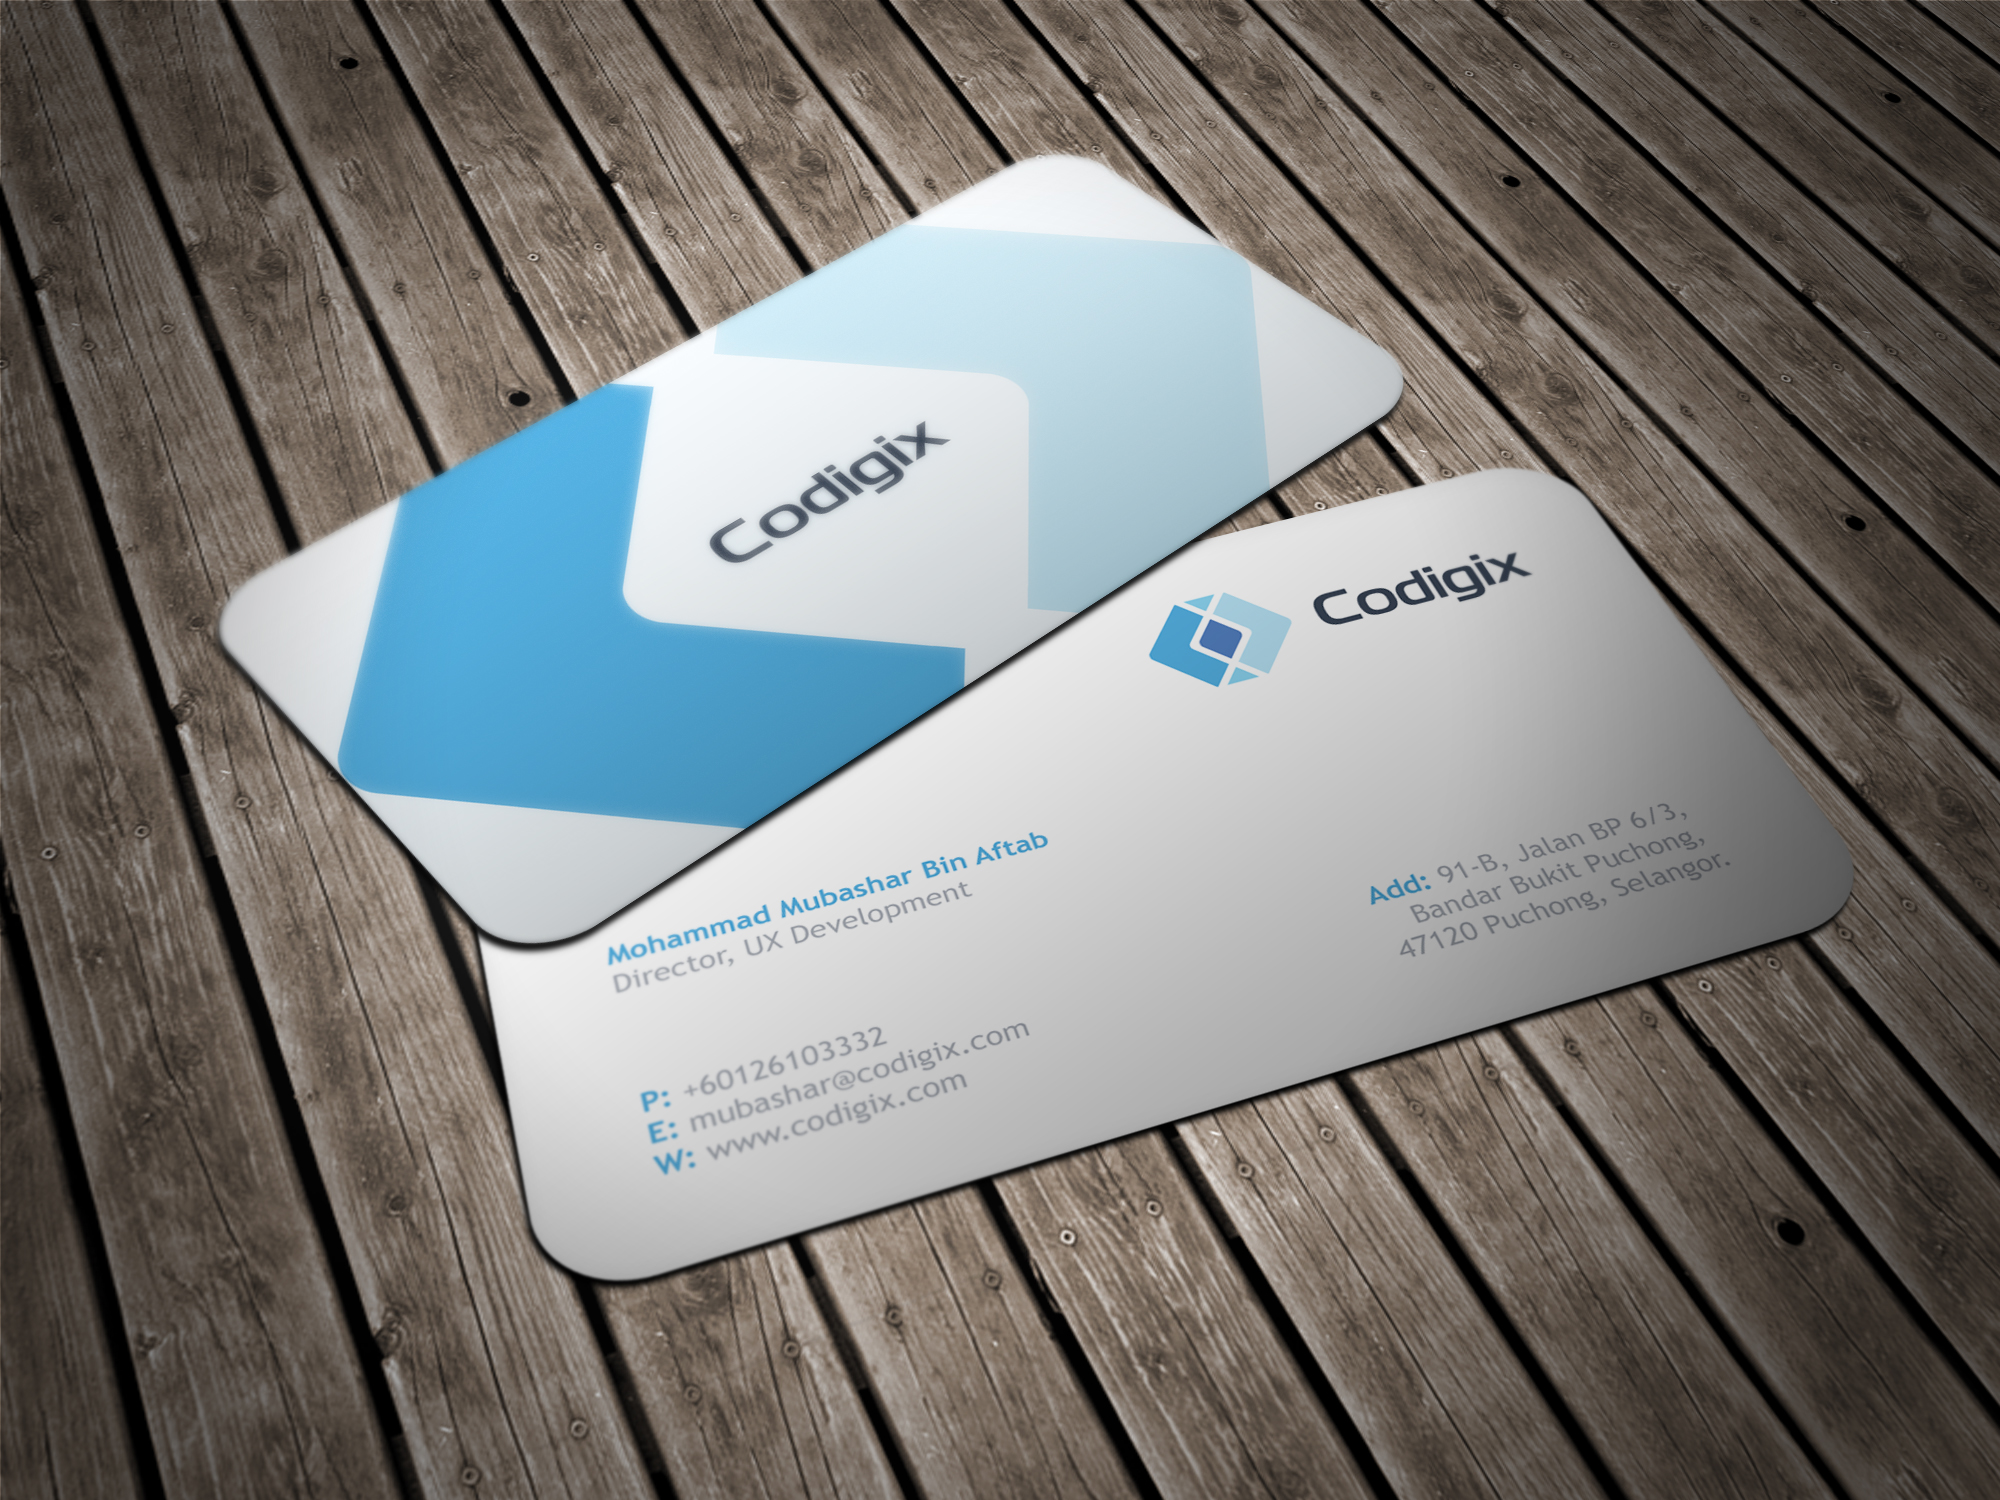 Codigix
Codigix
Mohammad Mubashar Bin Aftab
Director, UX Development
P: +60126103332
E: mubashar@codigix.com
W: www.codigix.com
Add: 91-B, Jalan BP 6/3,
Bandar Bukit Puchong,
47120 Puchong, Selangor.